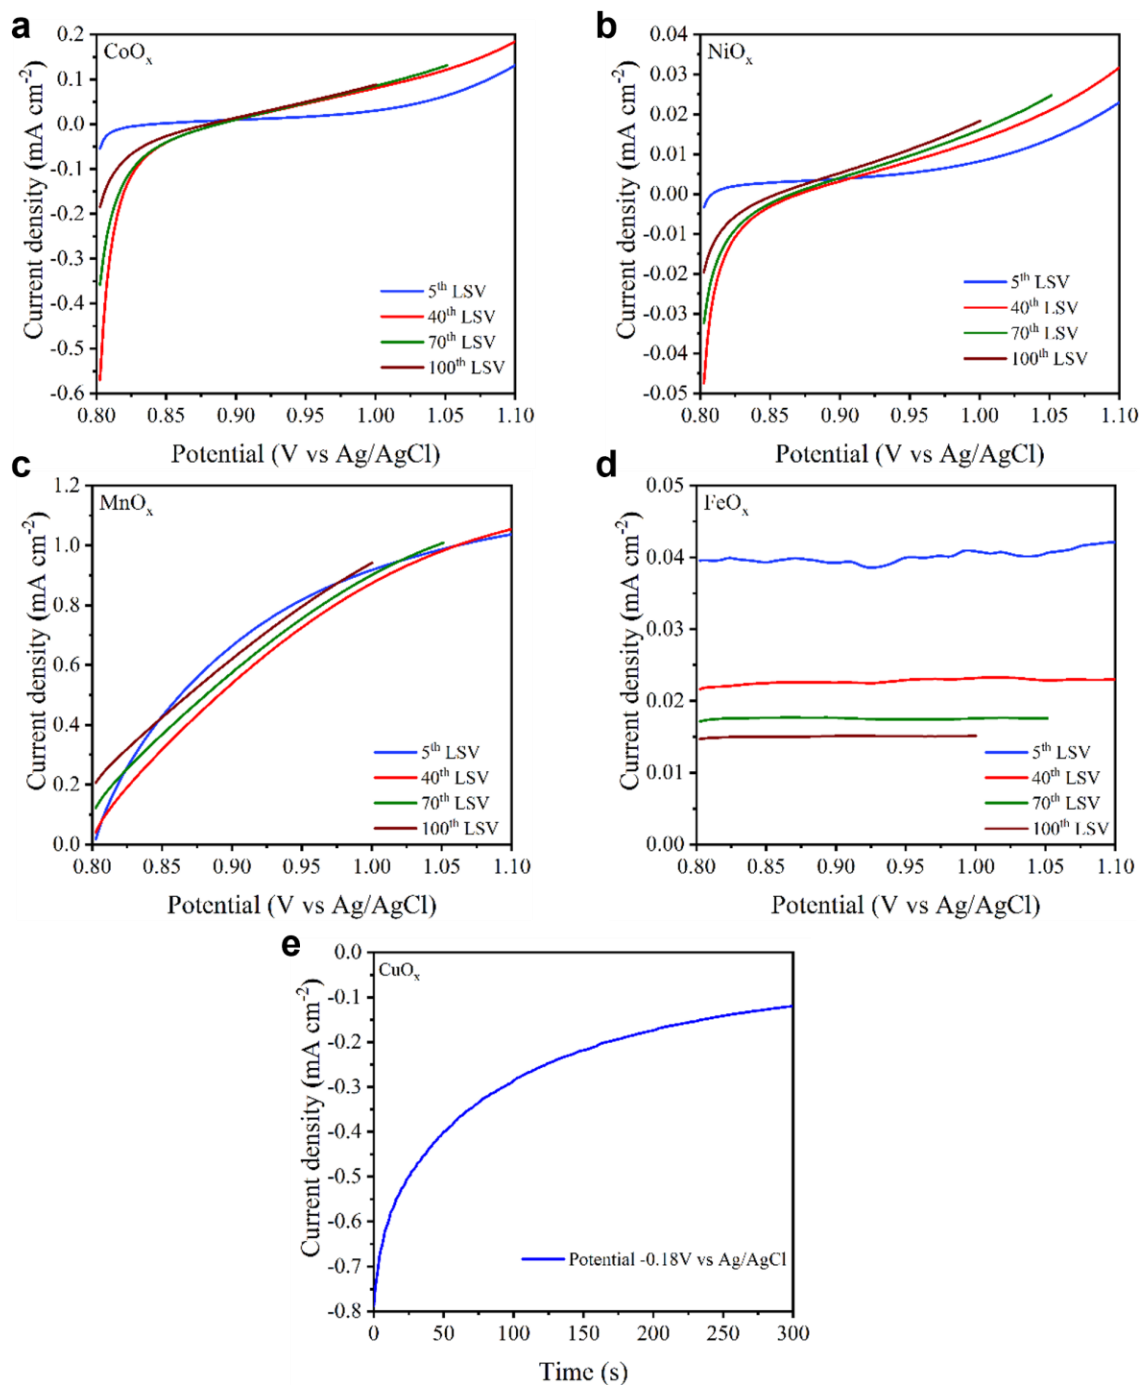 a
CoOₓ
0.2
0.1
0.0
-0.1
-0.2
-0.3
-0.4
-0.5
-0.6
Current density (mA cm⁻²)
5ᵗʰ LSV
40ᵗʰ LSV
70ᵗʰ LSV
100ᵗʰ LSV
0.80 0.85 0.90 0.95 1.00 1.05 1.10
Potential (V vs Ag/AgCl)
b
NiOₓ
0.04
0.03
0.02
0.01
0.00
-0.01
-0.02
-0.03
-0.04
-0.05
Current density (mA cm⁻²)
5ᵗʰ LSV
40ᵗʰ LSV
70ᵗʰ LSV
100ᵗʰ LSV
0.80 0.85 0.90 0.95 1.00 1.05 1.10
Potential (V vs Ag/AgCl)
c
MnOₓ
1.2
1.0
0.8
0.6
0.4
0.2
0.0
Current density (mA cm⁻²)
5ᵗʰ LSV
40ᵗʰ LSV
70ᵗʰ LSV
100ᵗʰ LSV
0.80 0.85 0.90 0.95 1.00 1.05 1.10
Potential (V vs Ag/AgCl)
d
FeOₓ
0.05
0.04
0.03
0.02
0.01
0.00
Current density (mA cm⁻²)
5ᵗʰ LSV
40ᵗʰ LSV
70ᵗʰ LSV
100ᵗʰ LSV
0.80 0.85 0.90 0.95 1.00 1.05 1.10
Potential (V vs Ag/AgCl)
e
CuOₓ
0.0
-0.1
-0.2
-0.3
-0.4
-0.5
-0.6
-0.7
-0.8
Current density (mA cm⁻²)
Potential -0.18V vs Ag/AgCl
0 50 100 150 200 250 300
Time (s)